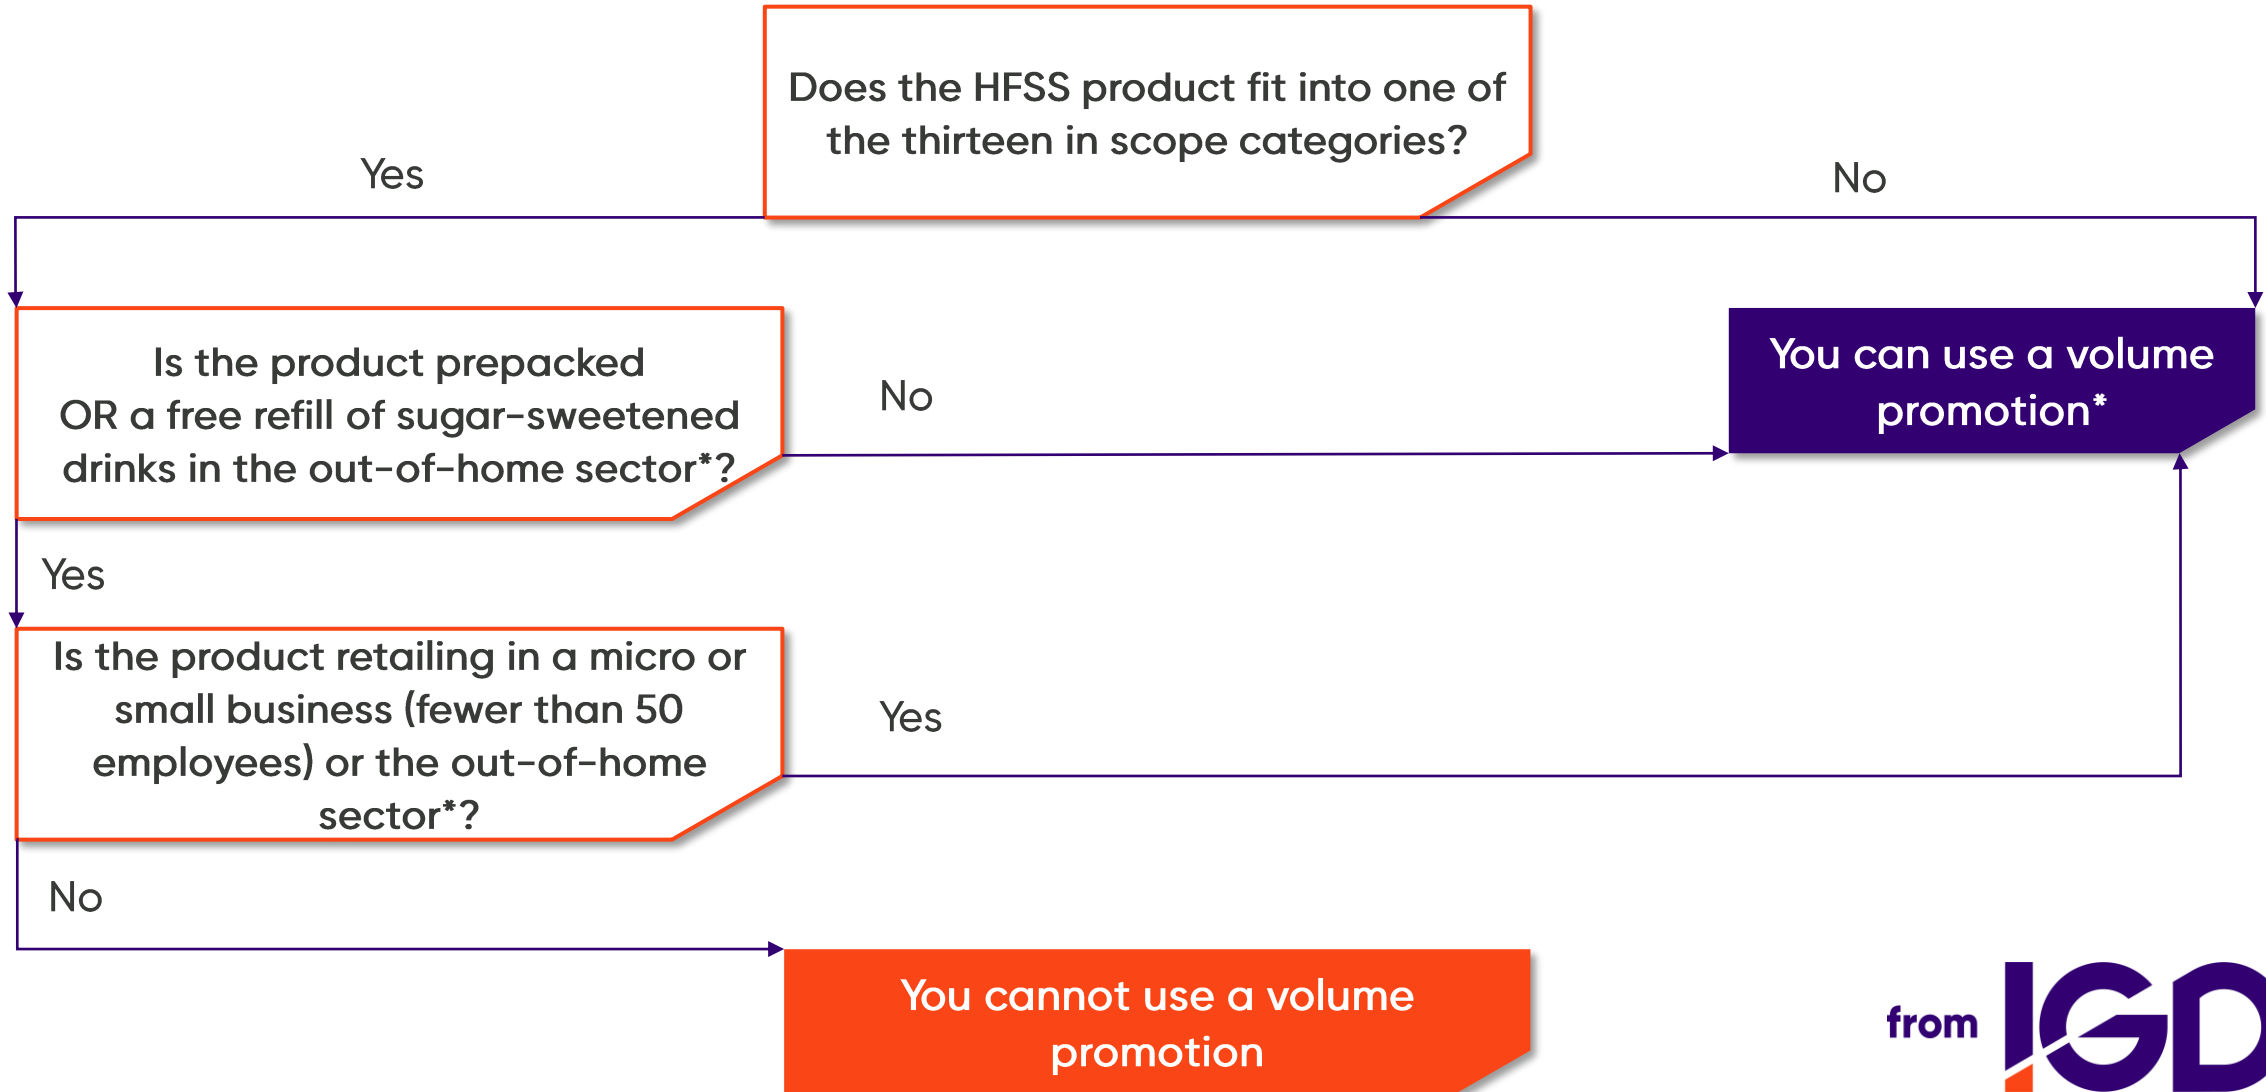 Does the HFSS product fit into one of
the thirteen in scope categories?
Yes
No
Is the product prepacked
OR a free refill of sugar-sweetened
drinks in the out-of-home sector*?
No
You can use a volume
promotion*
Yes
Is the product retailing in a micro or
small business (fewer than 50
employees) or the out-of-home
sector*?
Yes
No
You cannot use a volume
promotion
from IGD